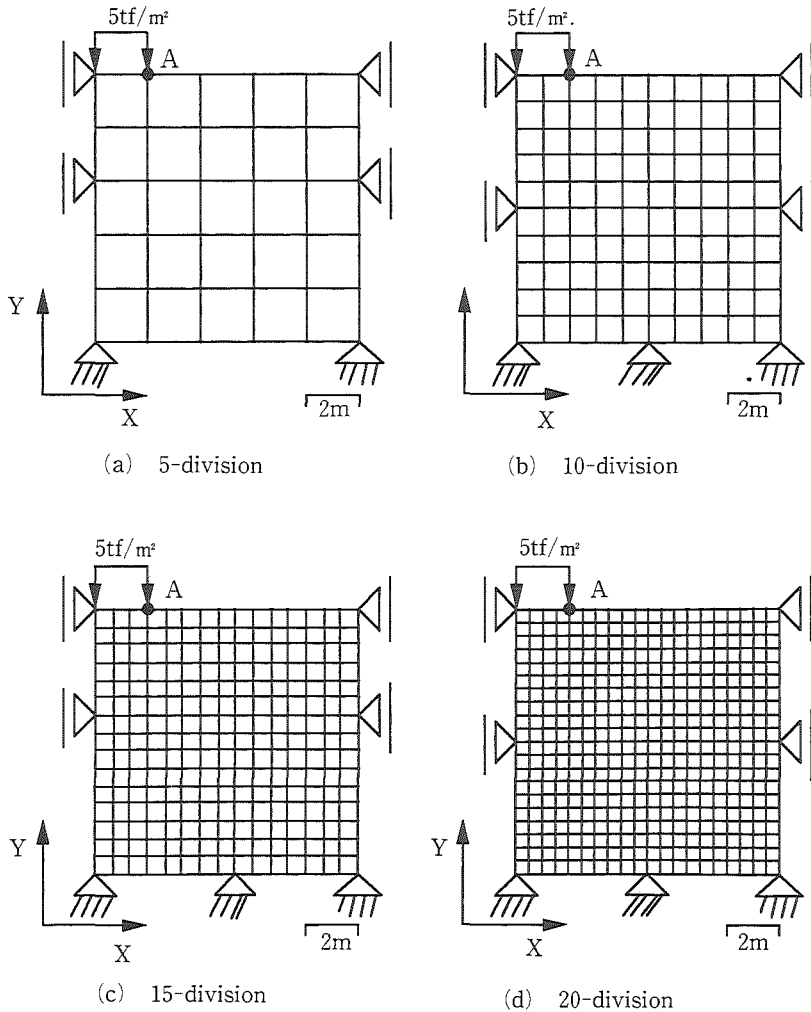 5tf/m²
A
Y
X
2m
(a) 5-division
5tf/m².
A
X
2m
(b) 10-division
5tf/m²
A
Y
X
2m
(c) 15-division
5tf/m²
A
Y
X
2m
(d) 20-division